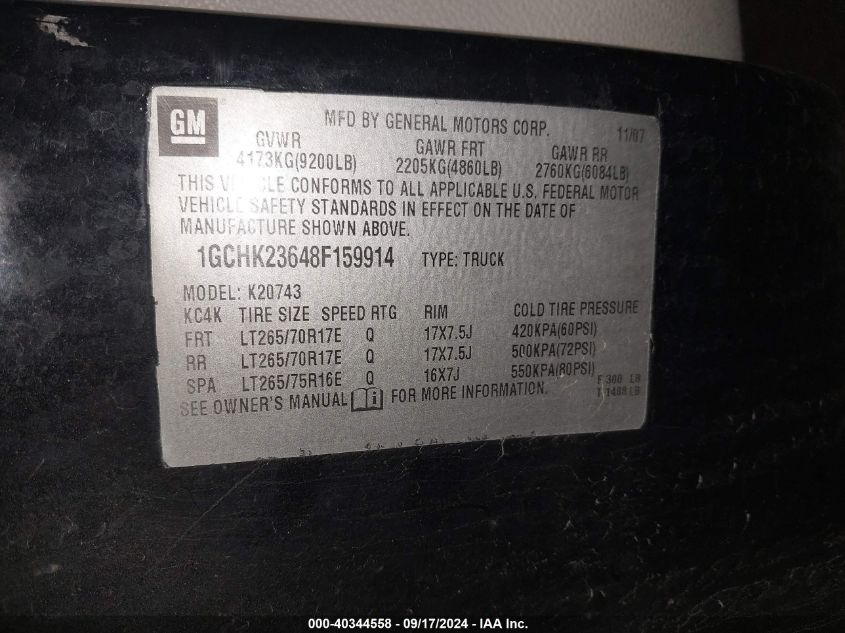 GM
MFD BY GENERAL MOTORS CORP. 11/07
GVWR GAWR FRT GAWR RR
4173KG(9200LB) 2205KG(4860LB) 2760KG(6084LB)
THIS CONFORMS TO ALL APPLICABLE U.S. FEDERAL MOTOR
VEHICLE SAFETY STANDARDS IN EFFECT ON THE DATE OF
MANUFACTURE SHOWN ABOVE.
1GCHK23648F159914 TYPE: TRUCK
MODEL: K20743
KC4K TIRE SIZE SPEED RTG RIM COLD TIRE PRESSURE
FRT LT265/70R17E Q 17X7.5J 420KPA(60PSI)
RR LT265/70R17E Q 17X7.5J 500KPA(72PSI)
SPA LT265/75R16E Q 16X7J 550KPA(80PSI)
SEE OWNER'S MANUAL i FOR MORE INFORMATION.
F 300 LB
T 1488 LB
000-40344558 - 09/17/2024 - IAA Inc.